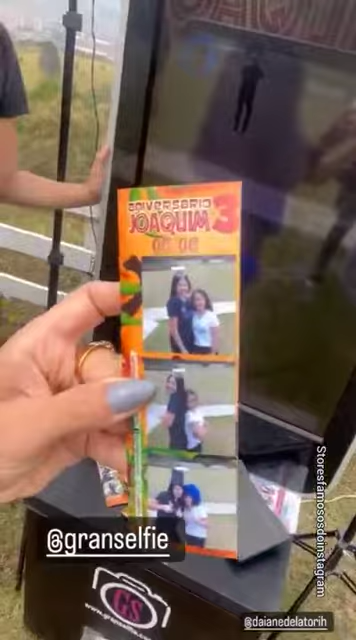 ANIVERSÁRIO
JOAQUIM 3
@granselfie
GS
Storesfamososdoinstagram
@daianedelatorih